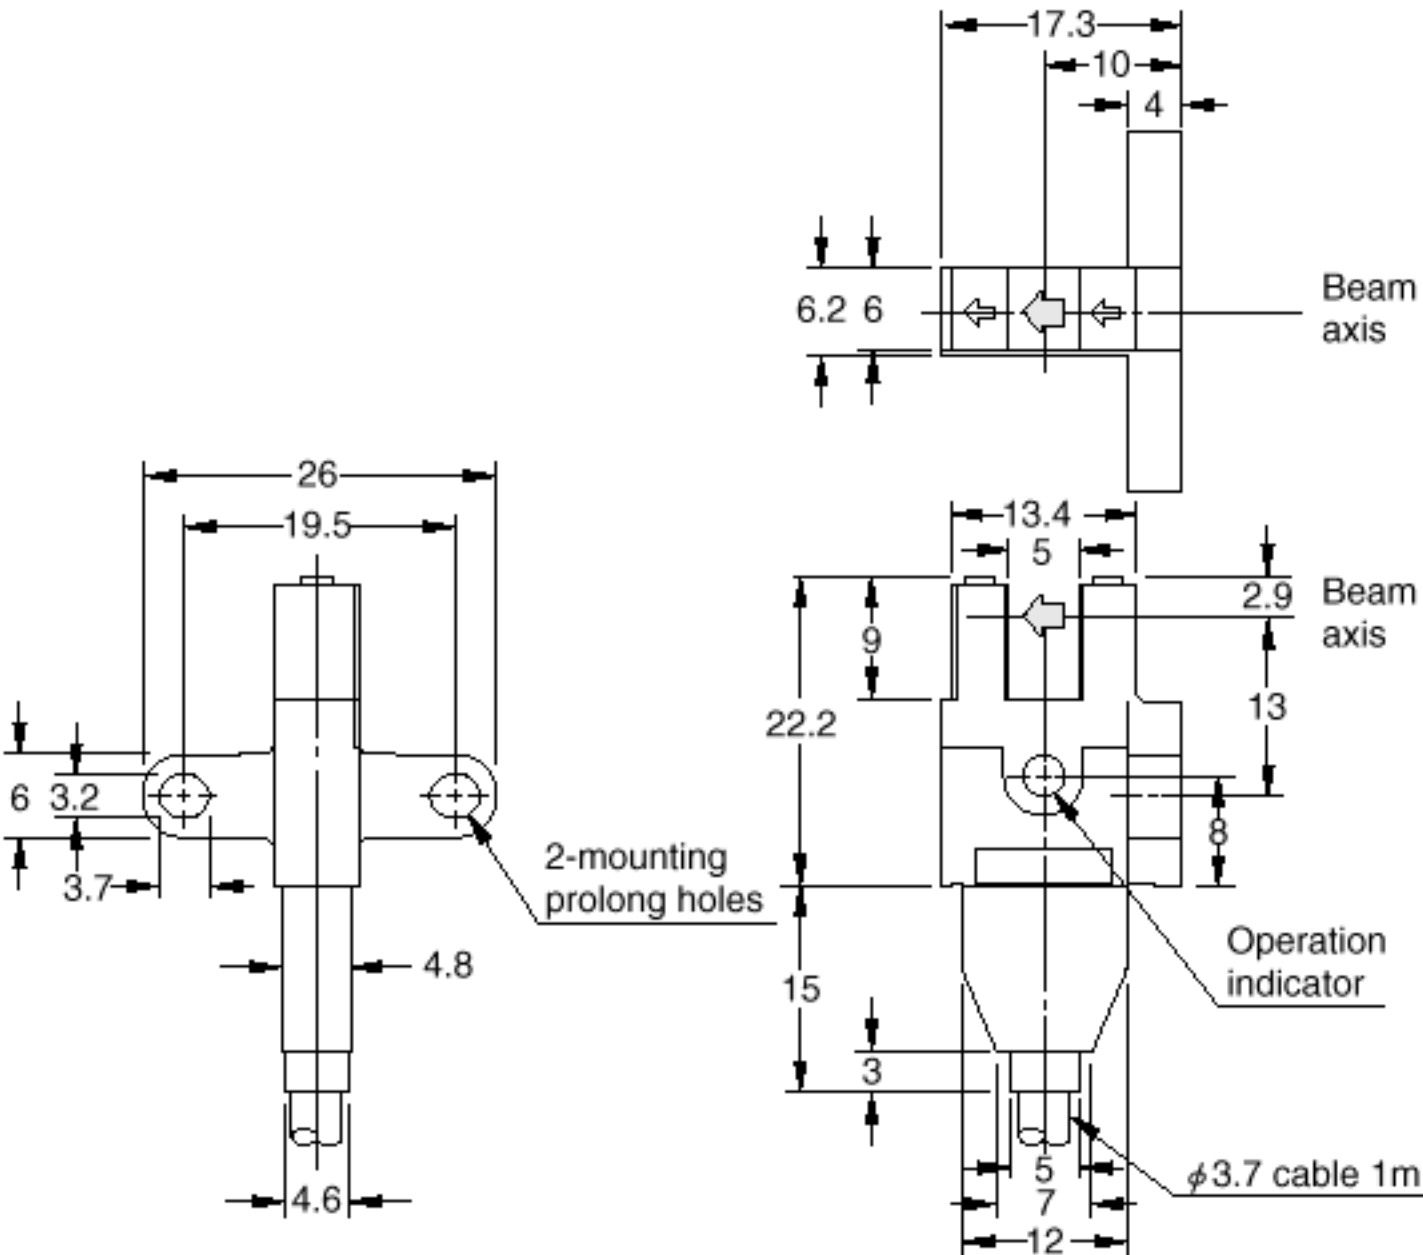 17.3
10
4
6.2 6
Beam
axis
26
19.5
13.4
5
2.9
Beam
axis
9
22.2
13
6 3.2
8
3.7
2-mounting
prolong holes
4.8
Operation
indicator
15
3
5
ϕ3.7 cable 1m
4.6
7
12